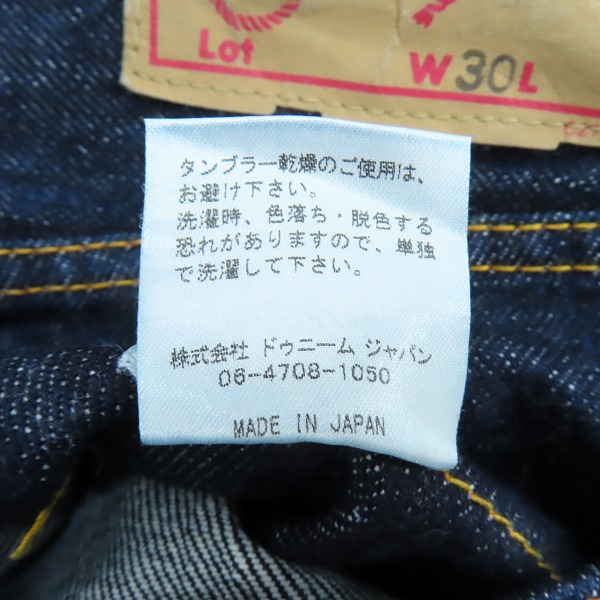 Lot W30L
タンブラー乾燥のご使用は、
お避け下さい。
洗濯時、色落ち・脱色する
恐れがありますので、単独
で洗濯して下さい。
株式会社 ドゥニーム ジャパン
06-4708-1050
MADE IN JAPAN